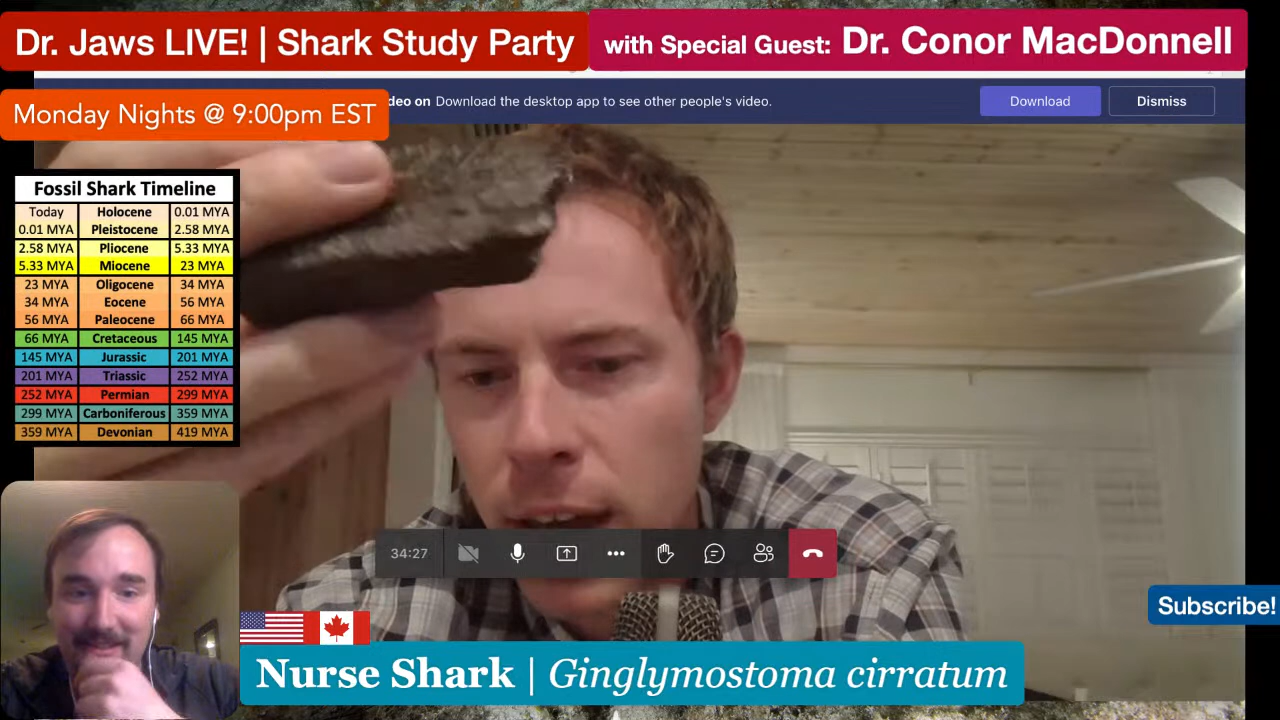 Dr. Jaws LIVE! | Shark Study Party
with Special Guest: Dr. Conor MacDonnell
Monday Nights @ 9:00pm EST
deo on Download the desktop app to see other people's video.
Download
Dismiss
Fossil Shark Timeline
Today Holocene 0.01 MYA
0.01 MYA Pleistocene 2.58 MYA
2.58 MYA Pliocene 5.33 MYA
5.33 MYA Miocene 23 MYA
23 MYA Oligocene 34 MYA
34 MYA Eocene 56 MYA
56 MYA Paleocene 66 MYA
66 MYA Cretaceous 145 MYA
145 MYA Jurassic 201 MYA
201 MYA Triassic 252 MYA
252 MYA Permian 299 MYA
299 MYA Carboniferous 359 MYA
359 MYA Devonian 419 MYA
34:27
Subscribe!
Nurse Shark | Ginglymostoma cirratum